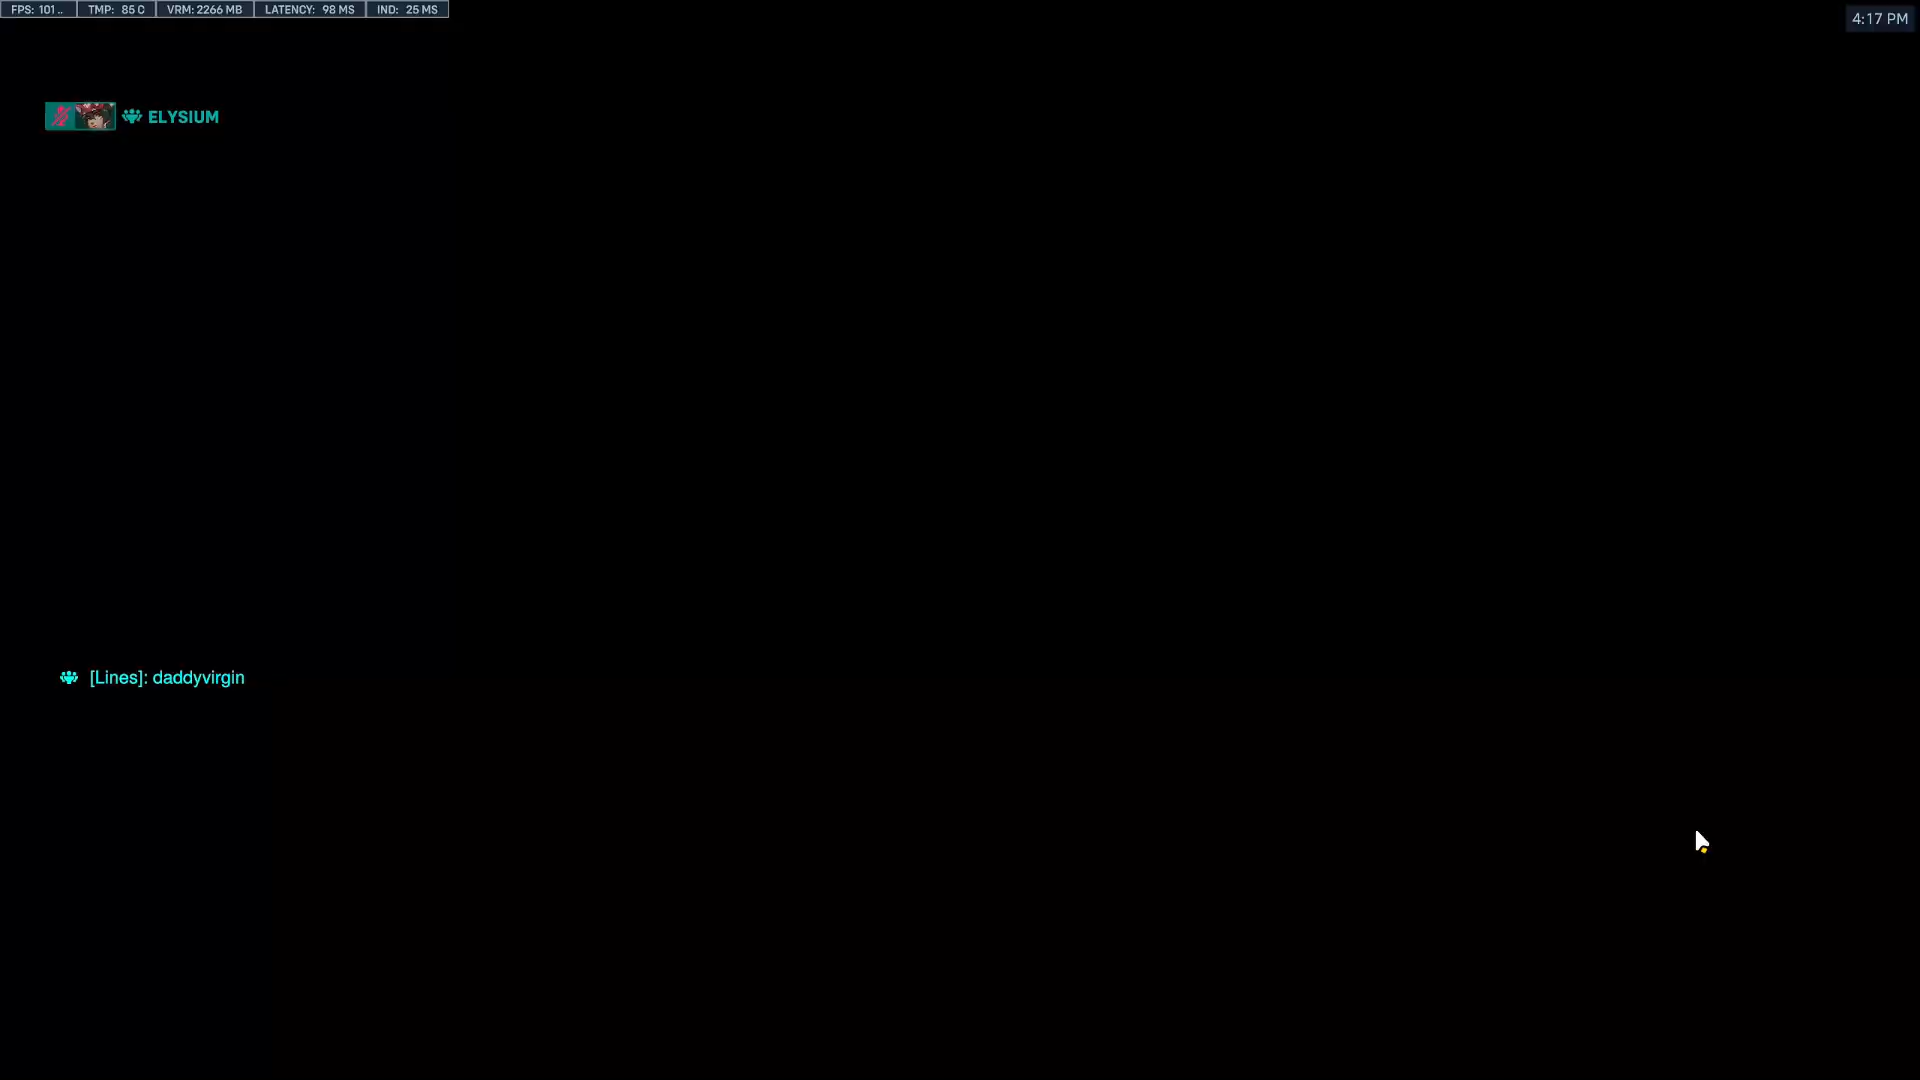 FPS: 101 .. TMP: 85 C VRM: 2266 MB LATENCY: 98 MS IND: 25 MS
4:17 PM
ELYSIUM
[Lines]: daddyvirgin